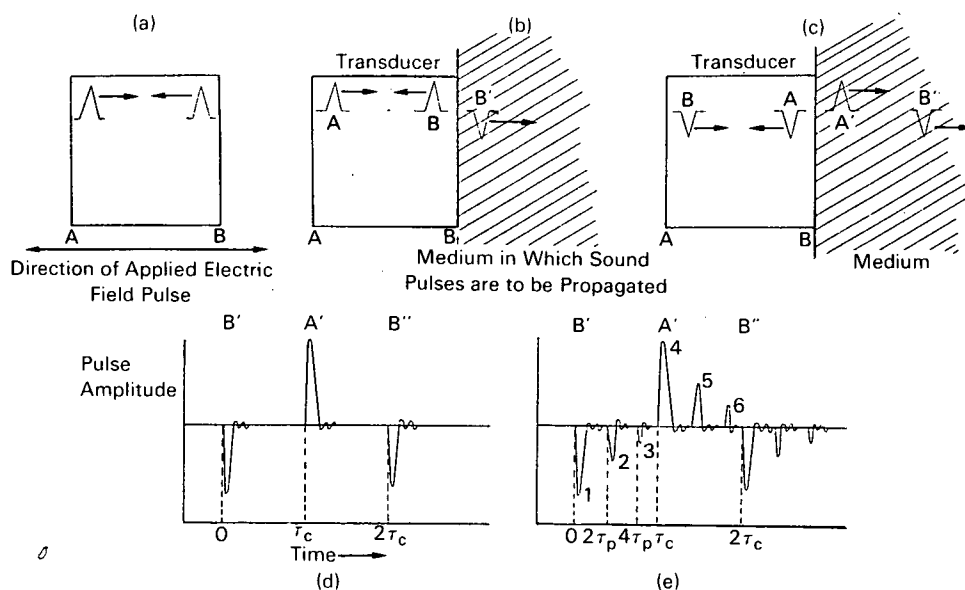 (a)
(b)
(c)
Transducer
Transducer
A
B
B'
B
A
A'
B''
A
B
A
B
A
B
Direction of Applied Electric
Field Pulse
Medium in Which Sound
Pulses are to be Propagated
Medium
B'
A'
B''
B'
A'
B''
Pulse
Amplitude
4
5
6
2
3
1
0
τc
2τc
0
2τp
4τp
τc
2τc
Time
(d)
(e)